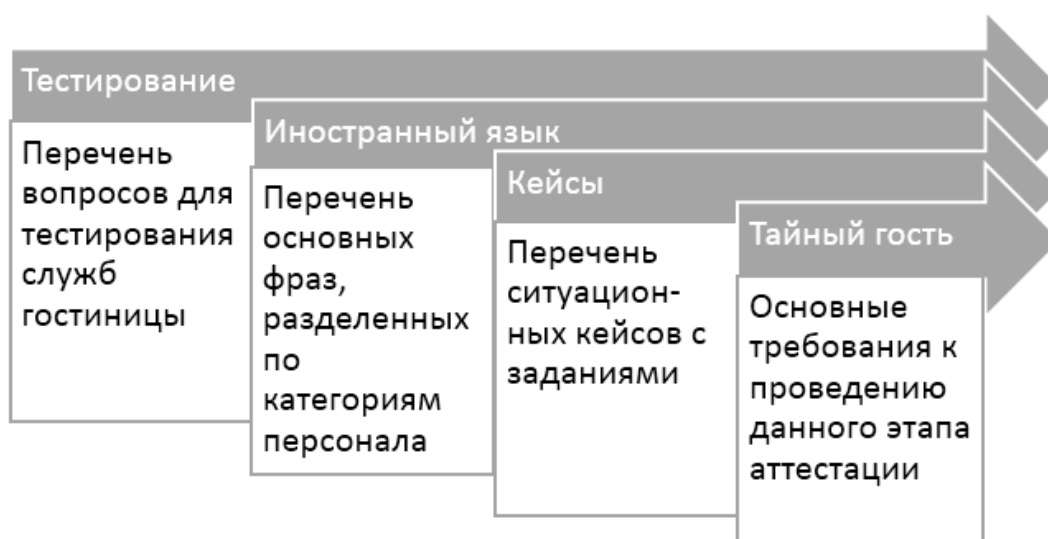 Тестирование
Перечень
вопросов для
тестирования
служб
гостиницы
Иностранный язык
Перечень
основных
фраз,
разделенных
по
категориям
персонала
Кейсы
Перечень
ситуацион-
ных кейсов с
заданиями
Тайный гость
Основные
требования к
проведению
данного этапа
аттестации